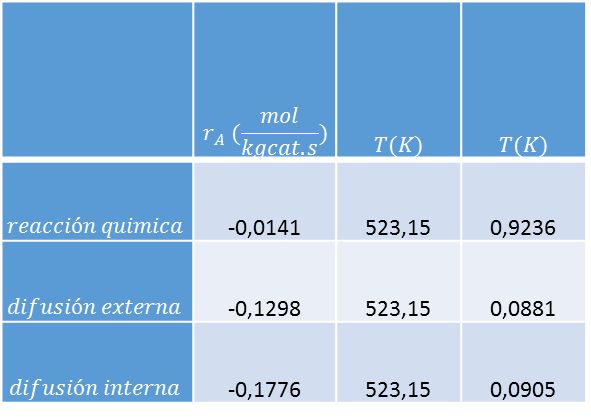 r_A (mol/kgcat.s) T(K) T(K)
reacción quimica -0,0141 523,15 0,9236
difusión externa -0,1298 523,15 0,0881
difusión interna -0,1776 523,15 0,0905